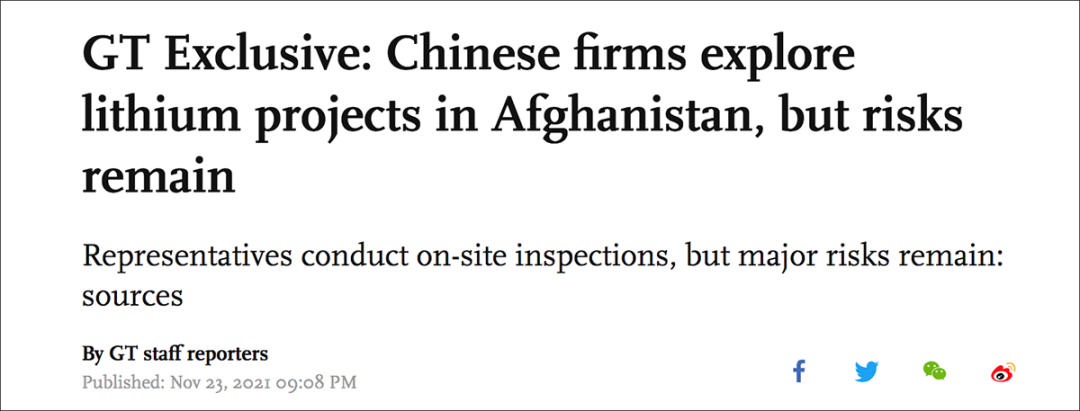 GT Exclusive: Chinese firms explore
lithium projects in Afghanistan, but risks
remain
Representatives conduct on-site inspections, but major risks remain:
sources
By GT staff reporters
Published: Nov 23, 2021 09:08 PM